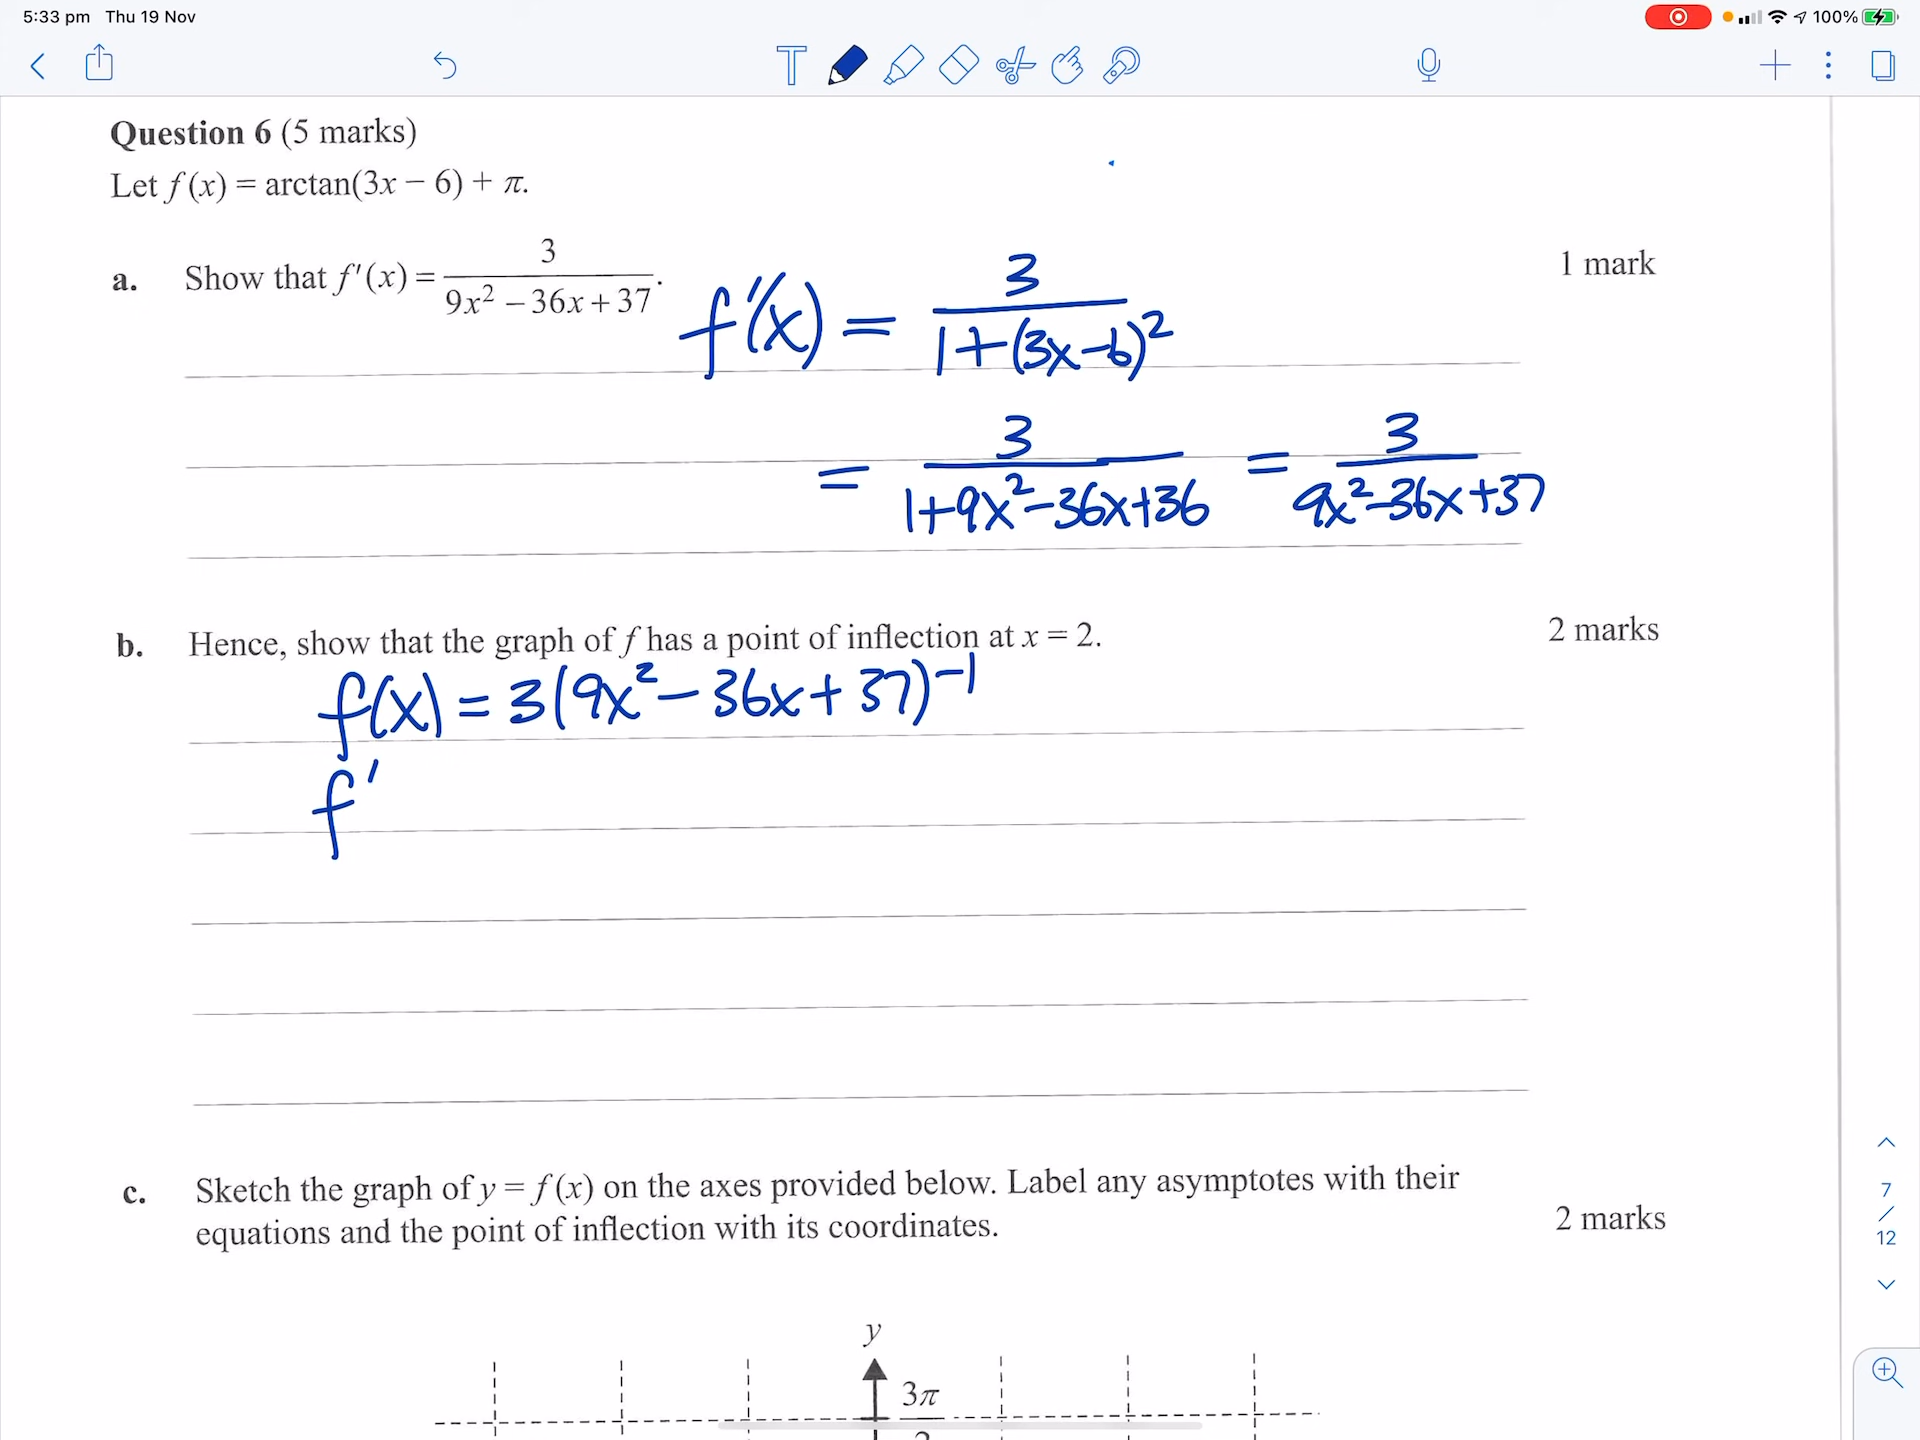 5:33 pm Thu 19 Nov
100%
Question 6 (5 marks)
Let f(x) = arctan(3x − 6) + π.
a. Show that f′(x) = 3/(9x² − 36x + 37). 1 mark
f′(x) = 3/(1+(3x−6)²)
= 3/(1+9x²−36x+36) = 3/(9x²−36x+37)
b. Hence, show that the graph of f has a point of inflection at x = 2. 2 marks
f(x) = 3(9x²−36x+37)⁻¹
f′
c. Sketch the graph of y = f(x) on the axes provided below. Label any asymptotes with their
equations and the point of inflection with its coordinates. 2 marks
7
/
12
y
3π